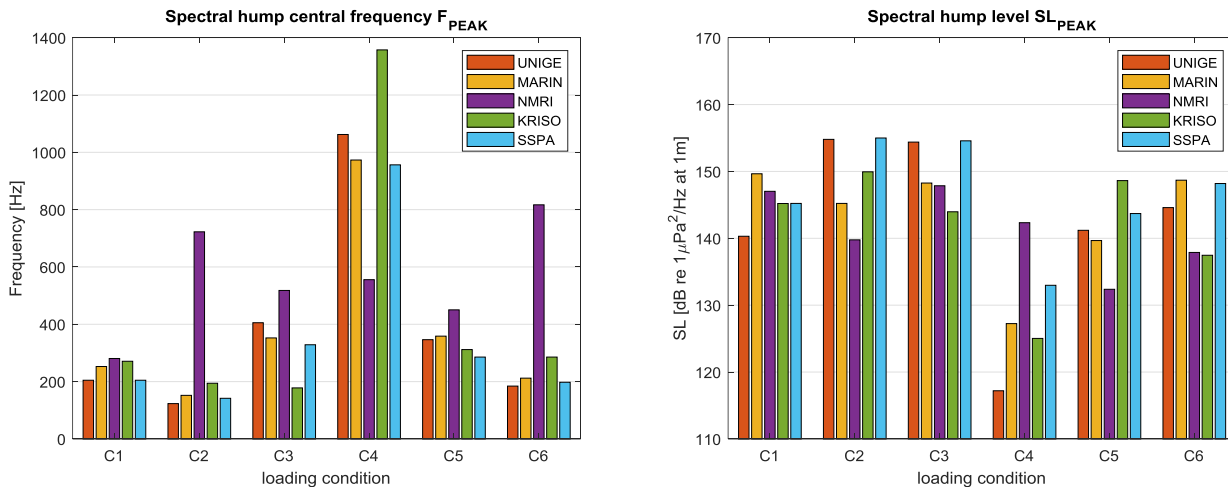 Spectral hump central frequency F_PEAK
1400
1200
1000
800
600
400
200
0
Frequency [Hz]
UNIGE
MARIN
NMRI
KRISO
SSPA
C1 C2 C3 C4 C5 C6
loading condition
Spectral hump level SL_PEAK
170
160
150
140
130
120
110
SL [dB re 1μPa²/Hz at 1m]
UNIGE
MARIN
NMRI
KRISO
SSPA
C1 C2 C3 C4 C5 C6
loading condition